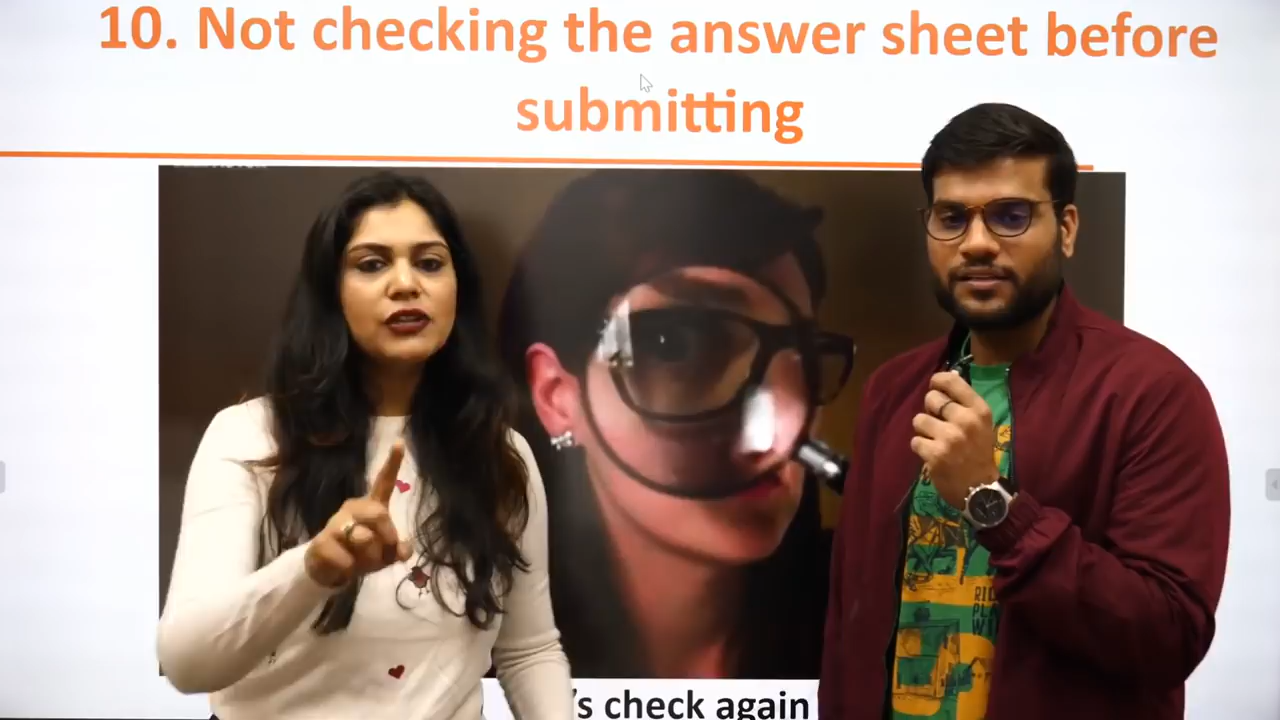 10. Not checking the answer sheet before
submitting
's check again